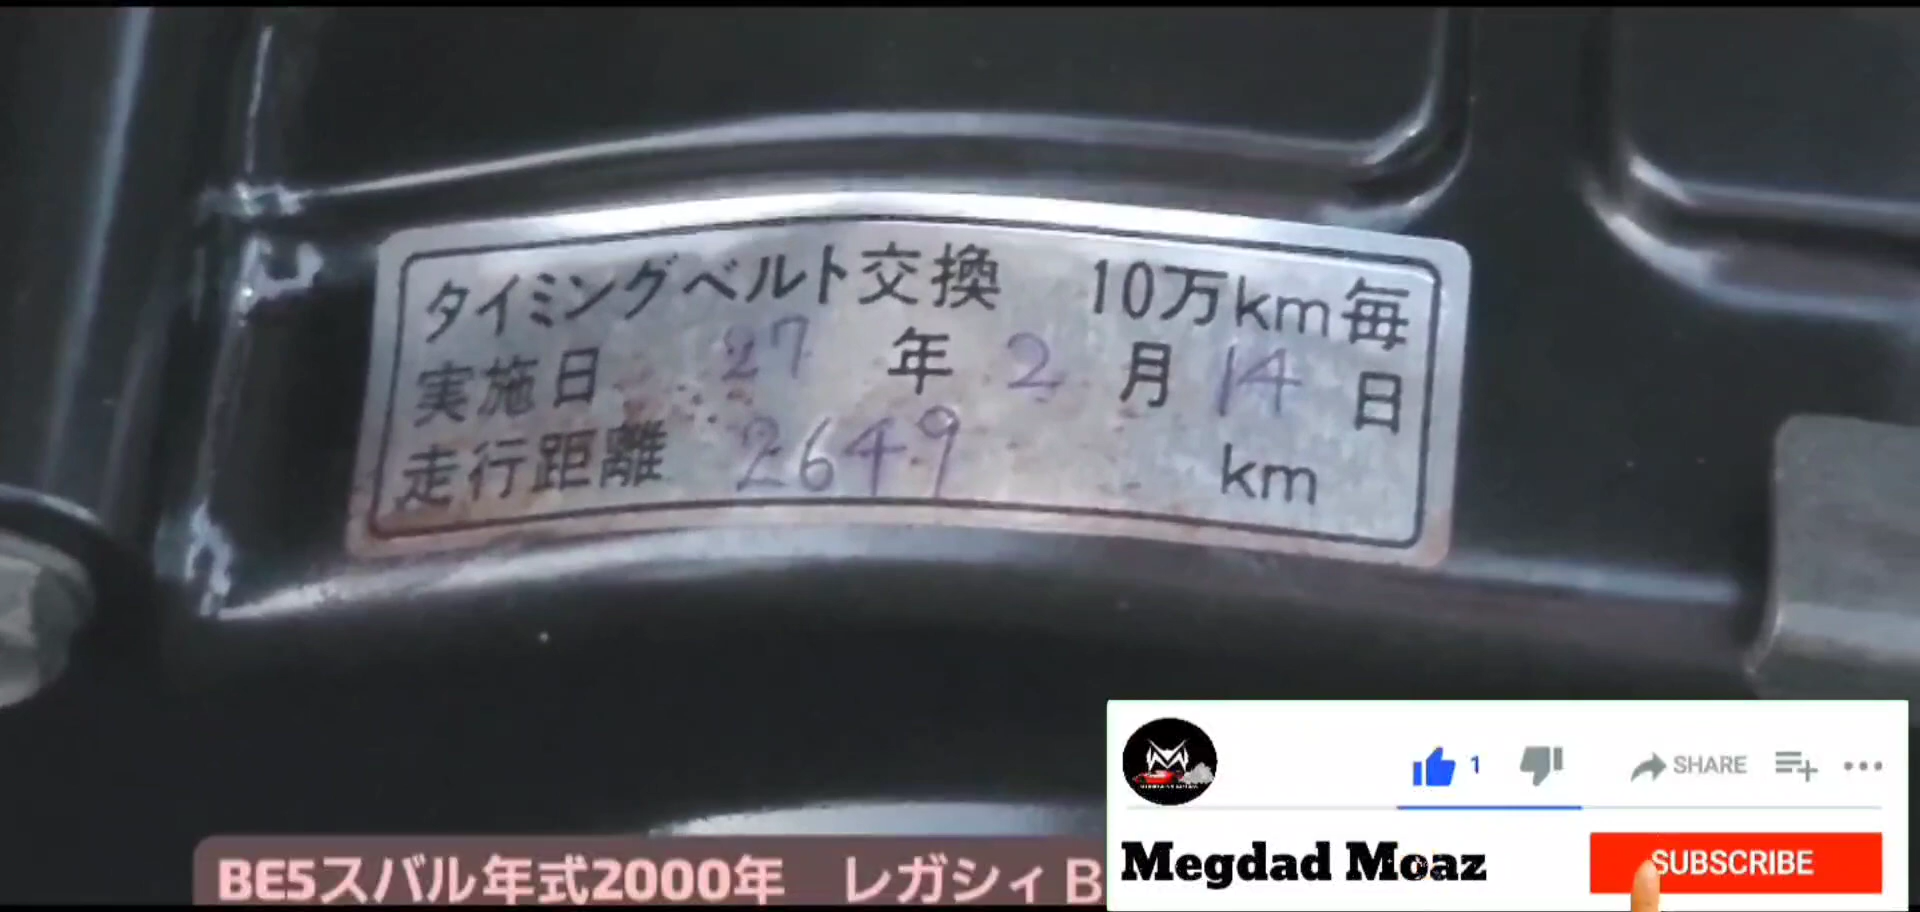 タイミングベルト交換 10万km毎
実施日 27 年 2 月 14 日
走行距離 2649 km
1 SHARE
Megdad Moaz
SUBSCRIBE
BE5スバル年式2000年 レガシィB